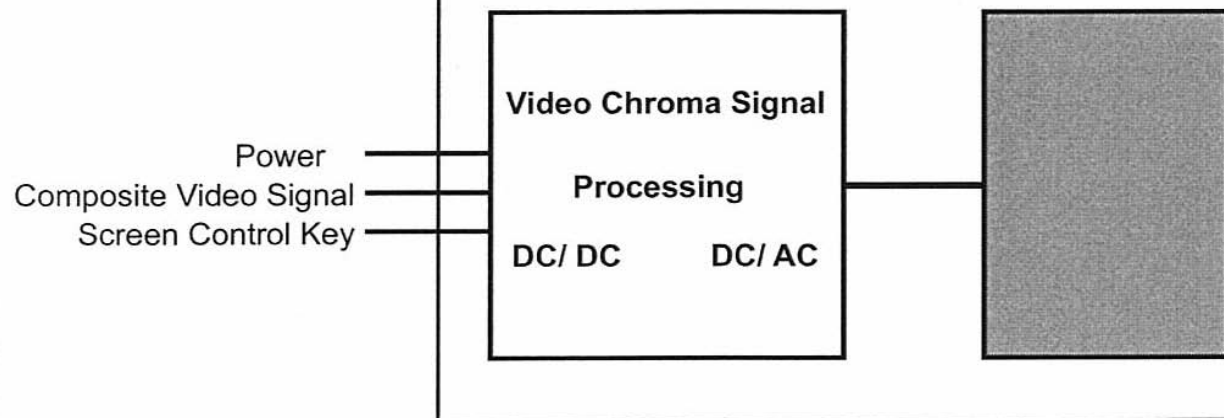 Power
Composite Video Signal
Screen Control Key
Video Chroma Signal
Processing
DC/ DC DC/ AC